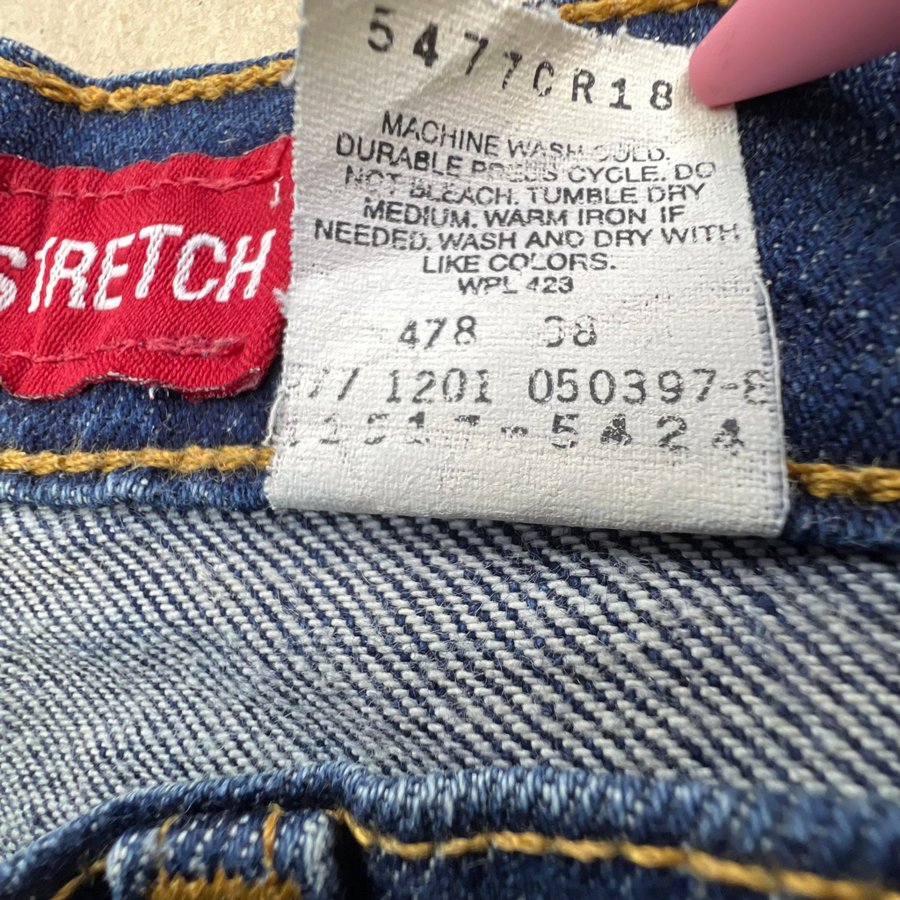 5477CR18
MACHINE WASH COLD.
DURABLE PRESS CYCLE. DO
NOT BLEACH. TUMBLE DRY
MEDIUM. WARM IRON IF
NEEDED. WASH AND DRY WITH
LIKE COLORS.
WPL 423
STRETCH
478
1201 050397-8
-5424